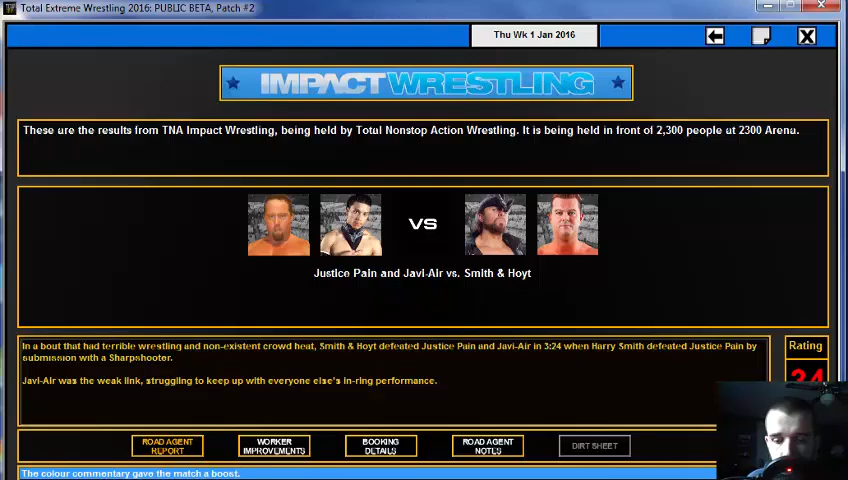 Total Extreme Wrestling 2016: PUBLIC BETA, Patch #2
Thu Wk 1 Jan 2016
IMPACT WRESTLING
These are the results from TNA Impact Wrestling, being held by Total Nonstop Action Wrestling. It is being held in front of 2,300 people at 2300 Arena.
VS
Justice Pain and Javi-Air vs. Smith & Hoyt
In a bout that had terrible wrestling and non-existent crowd heat, Smith & Hoyt defeated Justice Pain and Javi-Air in 3:24 when Harry Smith defeated Justice Pain by
submission with a Sharpshooter.
Javi-Air was the weak link, struggling to keep up with everyone else's in-ring performance.
Rating
ROAD AGENT REPORT
WORKER IMPROVEMENTS
BOOKING DETAILS
ROAD AGENT NOTES
DIRT SHEET
The colour commentary gave the match a boost.